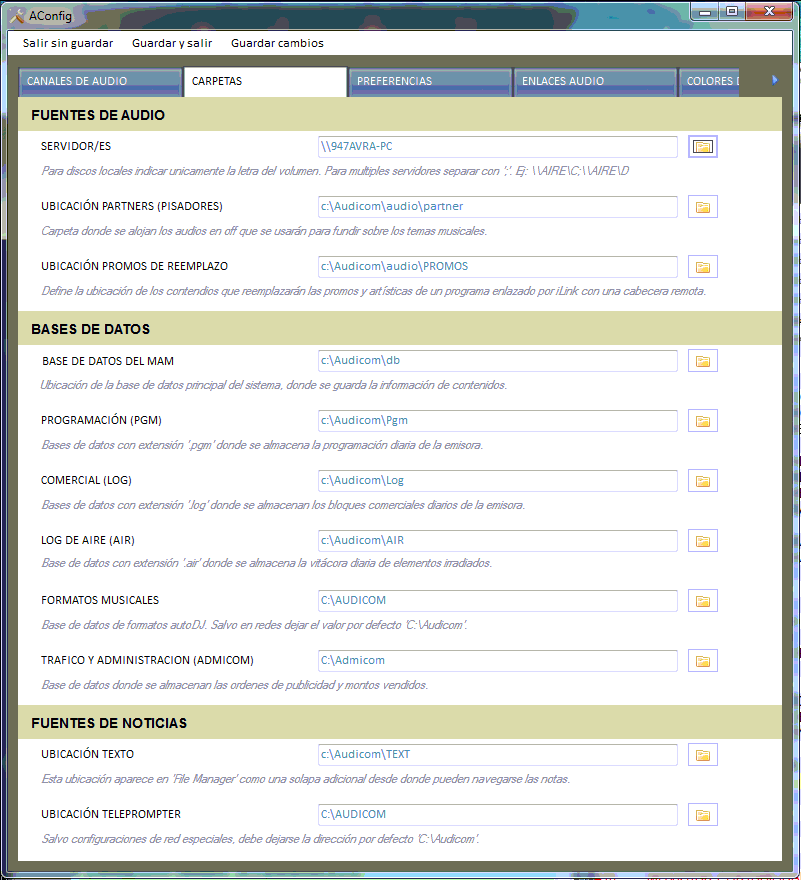 AConfig
Salir sin guardar Guardar y salir Guardar cambios
CANALES DE AUDIO CARPETAS PREFERENCIAS ENLACES AUDIO COLORES
FUENTES DE AUDIO
SERVIDOR/ES \\947AVRA-PC
Para discos locales indicar unicamente la letra del volumen. Para multiples servidores separar con ';'. Ej: \\AIRE\C;\\AIRE\D
UBICACIÓN PARTNERS (PISADORES) c:\Audicom\audio\partner
Carpeta donde se alojan los audios en off que se usarán para fundir sobre los temas musicales.
UBICACIÓN PROMOS DE REEMPLAZO c:\Audicom\audio\PROMOS
Define la ubicación de los contendios que reemplazarán las promos y artísticas de un programa enlazado por iLink con una cabecera remota.
BASES DE DATOS
BASE DE DATOS DEL MAM c:\Audicom\db
Ubicación de la base de datos principal del sistema, donde se guarda la información de contenidos.
PROGRAMACIÓN (PGM) c:\Audicom\Pgm
Bases de datos con extensión '.pgm' donde se almacena la programación diaria de la emisora.
COMERCIAL (LOG) c:\Audicom\Log
Bases de datos con extensión '.log' donde se almacenan los bloques comerciales diarios de la emisora.
LOG DE AIRE (AIR) c:\Audicom\AIR
Base de datos con extensión '.air' donde se almacena la vitácora diaria de elementos irradiados.
FORMATOS MUSICALES C:\AUDICOM
Base de datos de formatos autoDJ. Salvo en redes dejar el valor por defecto 'C:\Audicom'.
TRAFICO Y ADMINISTRACION (ADMICOM) C:\Admicom
Base de datos donde se almacenan las ordenes de publicidad y montos vendidos.
FUENTES DE NOTICIAS
UBICACIÓN TEXTO c:\Audicom\TEXT
Esta ubicación aparece en 'File Manager' como una solapa adicional desde donde pueden navegarse las notas.
UBICACIÓN TELEPROMPTER C:\AUDICOM
Salvo configuraciones de red especiales, debe dejarse la dirección por defecto 'C:\Audicom'.